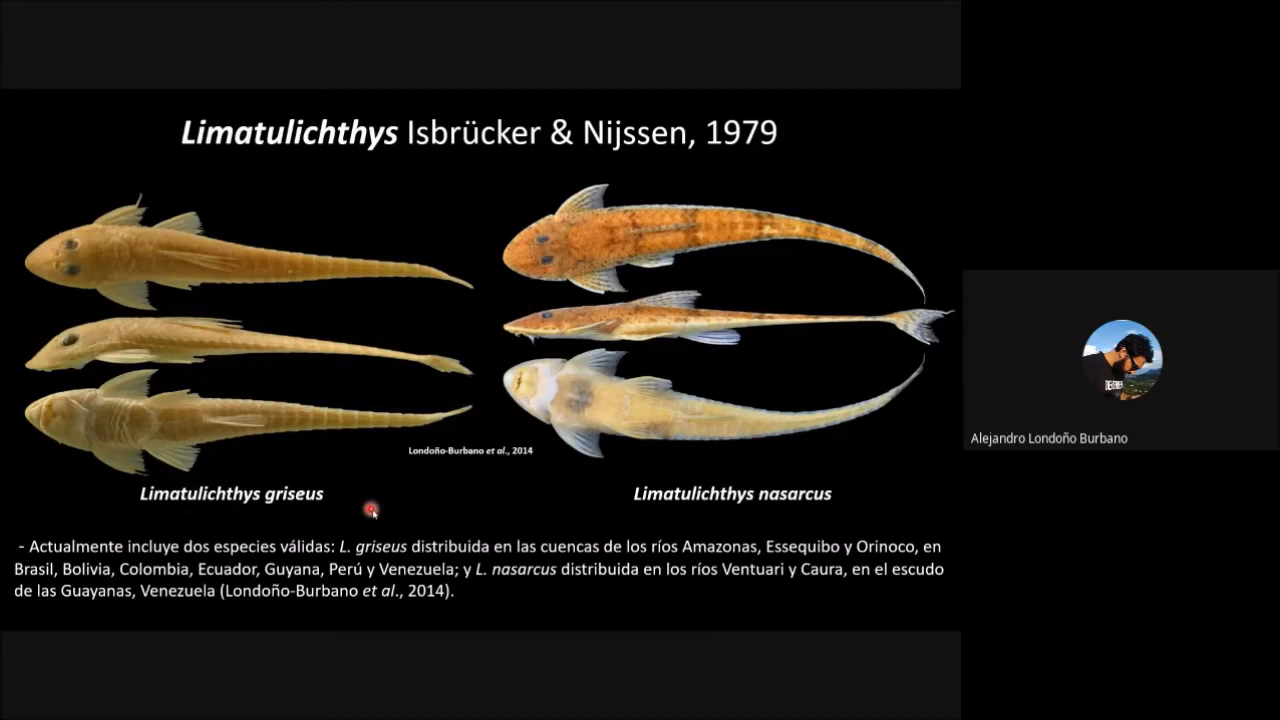 Limatulichthys Isbrücker & Nijssen, 1979
Londoño-Burbano et al., 2014
Limatulichthys griseus
Limatulichthys nasarcus
- Actualmente incluye dos especies válidas: L. griseus distribuida en las cuencas de los ríos Amazonas, Essequibo y Orinoco, en
Brasil, Bolivia, Colombia, Ecuador, Guyana, Perú y Venezuela; y L. nasarcus distribuida en los ríos Ventuari y Caura, en el escudo
de las Guayanas, Venezuela (Londoño-Burbano et al., 2014).
Alejandro Londoño Burbano